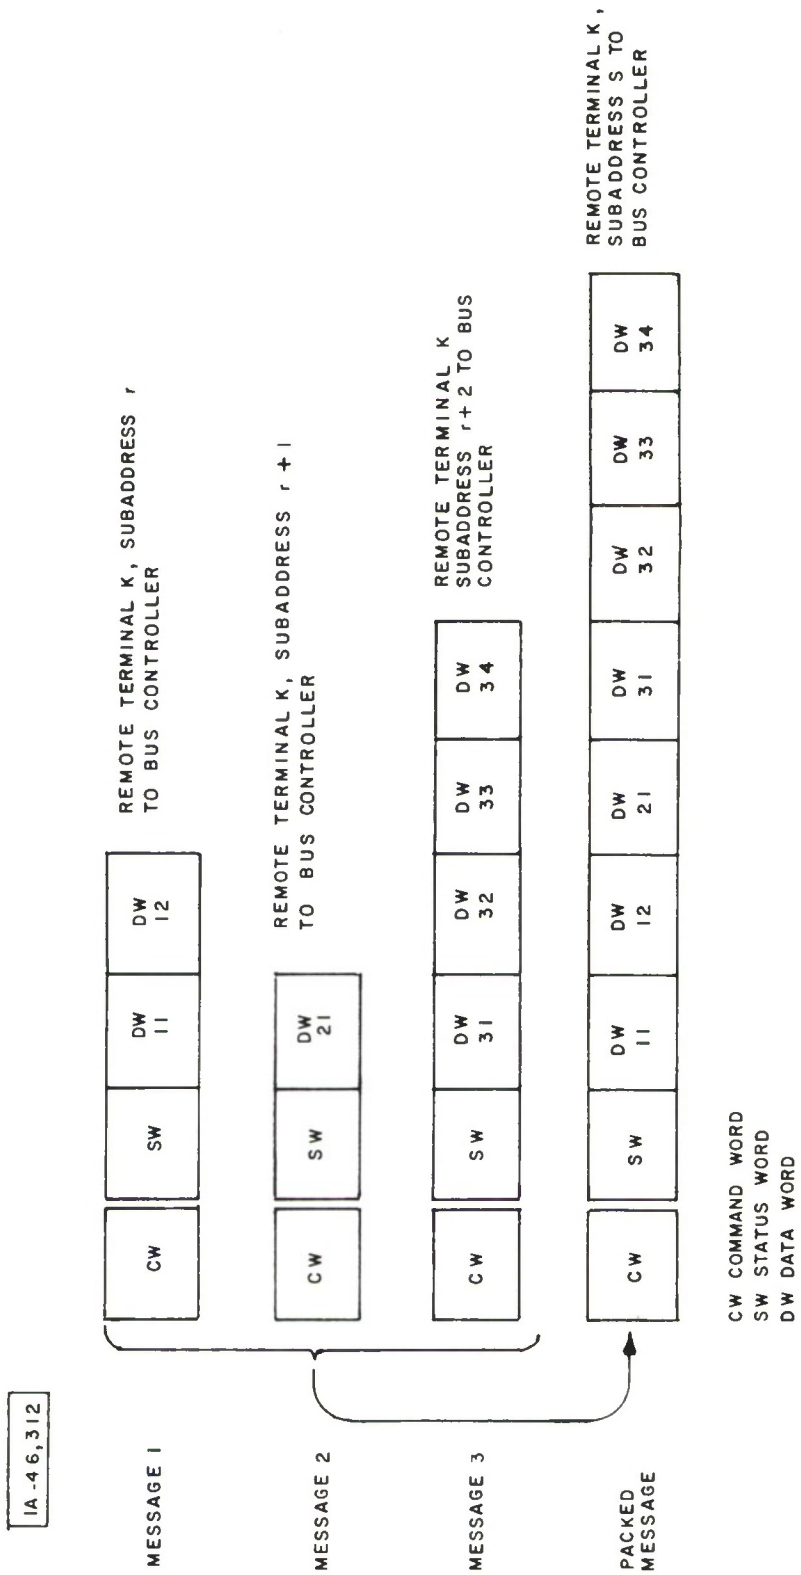 IA-46,312
MESSAGE 1
CW
SW
DW
11
DW
12
REMOTE TERMINAL K, SUBADDRESS r
TO BUS CONTROLLER
MESSAGE 2
CW
SW
DW
21
REMOTE TERMINAL K, SUBADDRESS r + 1
TO BUS CONTROLLER
MESSAGE 3
CW
SW
DW
31
DW
32
DW
33
DW
34
REMOTE TERMINAL K
SUBADDRESS r + 2 TO BUS
CONTROLLER
PACKED
MESSAGE
CW
SW
DW
11
DW
12
DW
21
DW
31
DW
32
DW
33
DW
34
REMOTE TERMINAL K,
SUBADDRESS S TO
BUS CONTROLLER
CW COMMAND WORD
SW STATUS WORD
DW DATA WORD